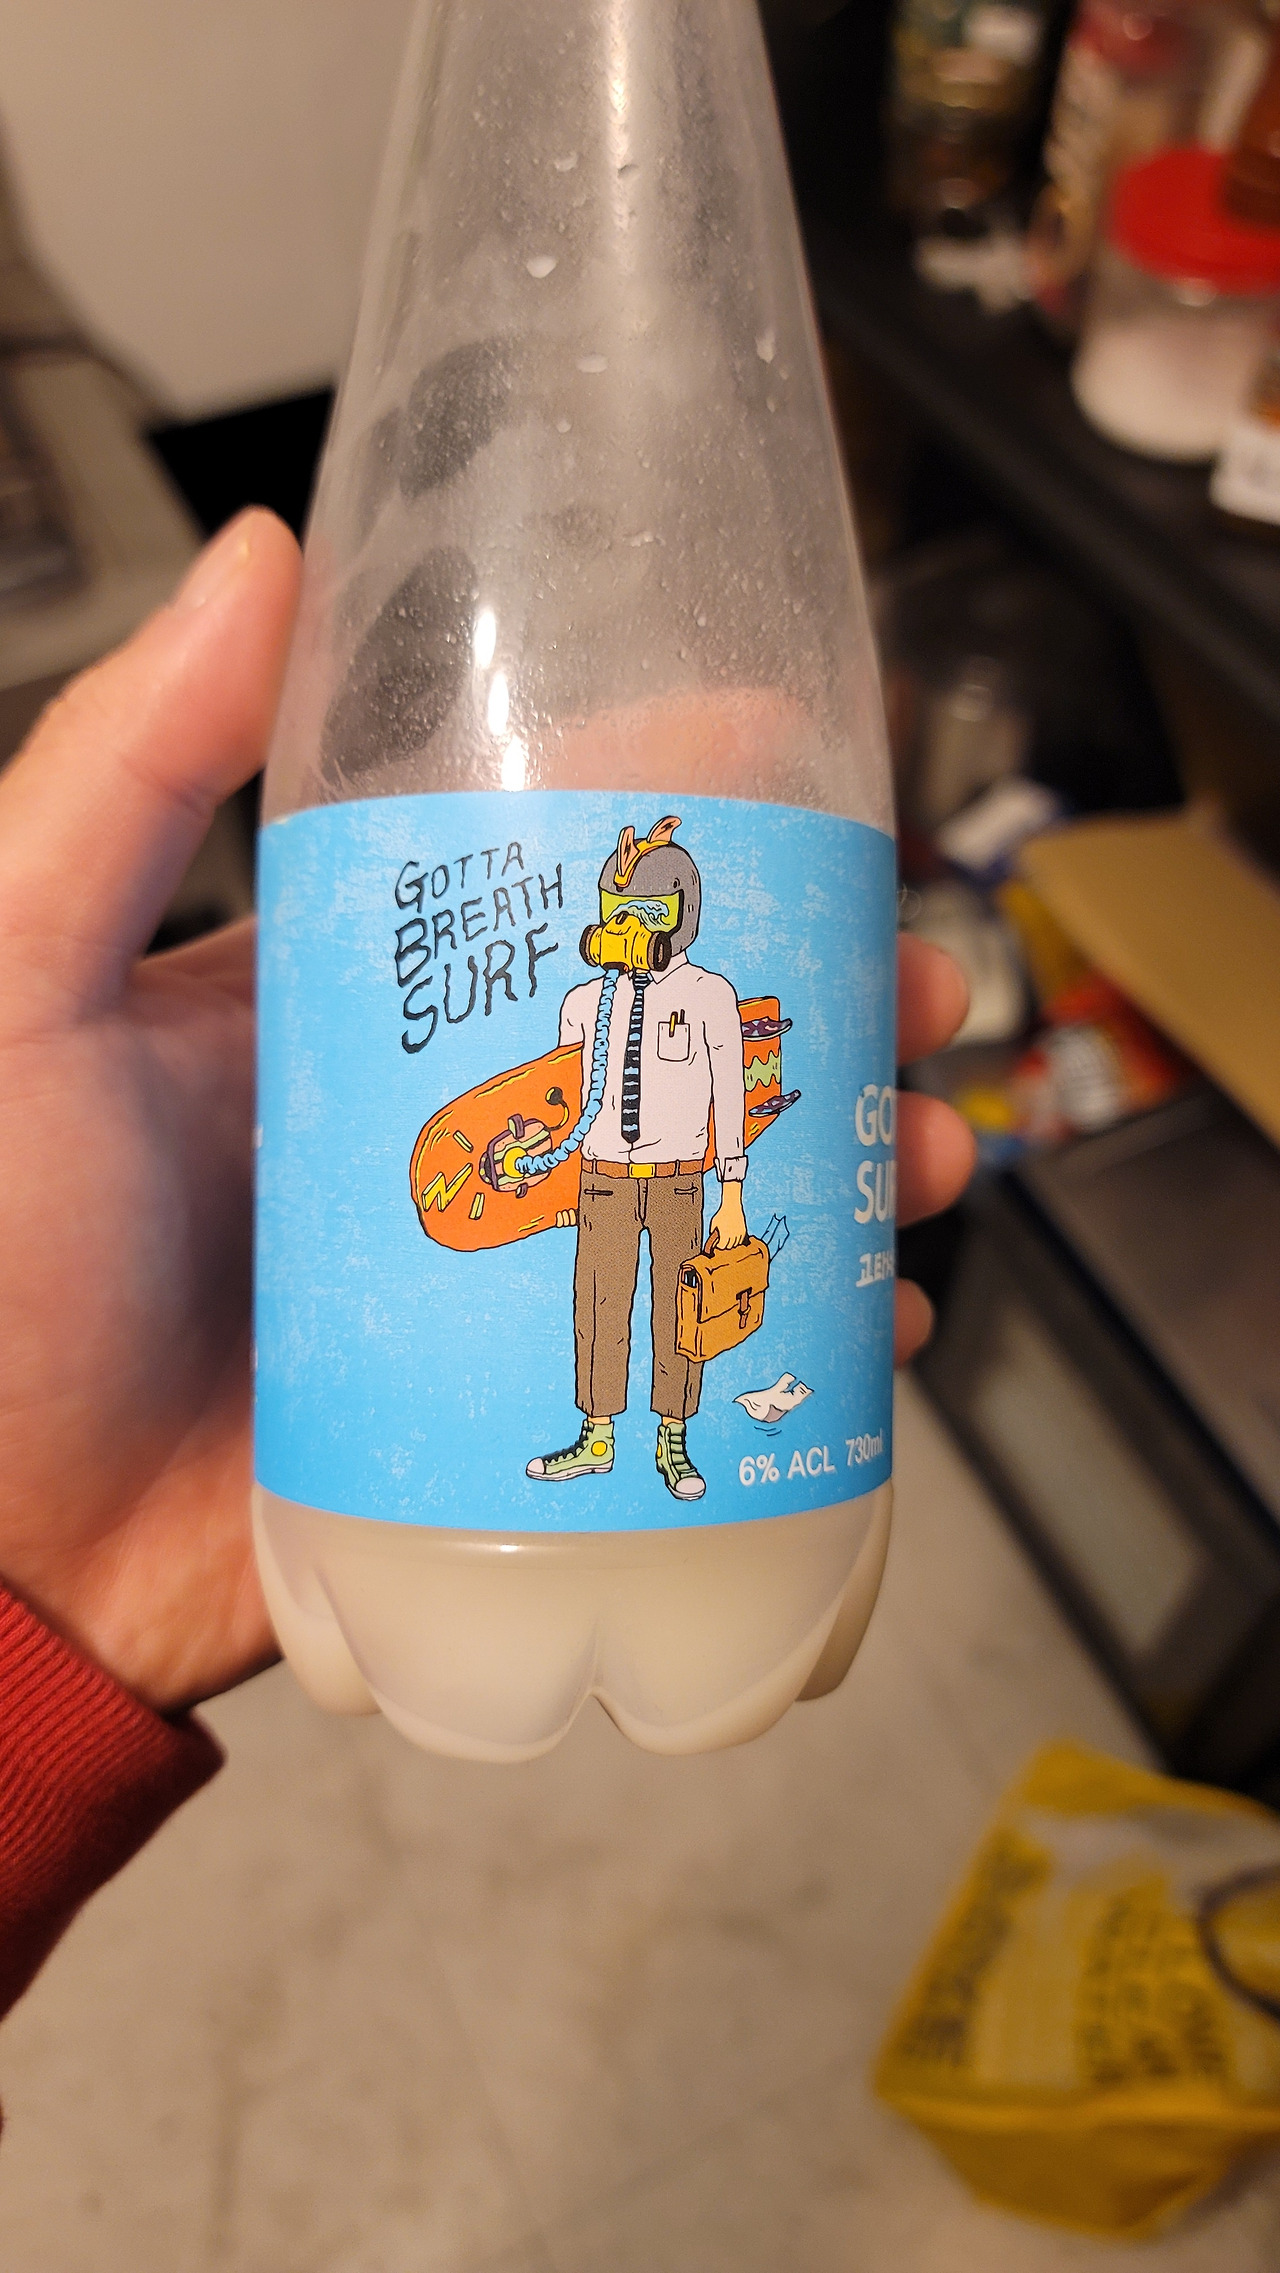 GOTTA
BREATH
SURF
GO
SU
6% ACL 730ml